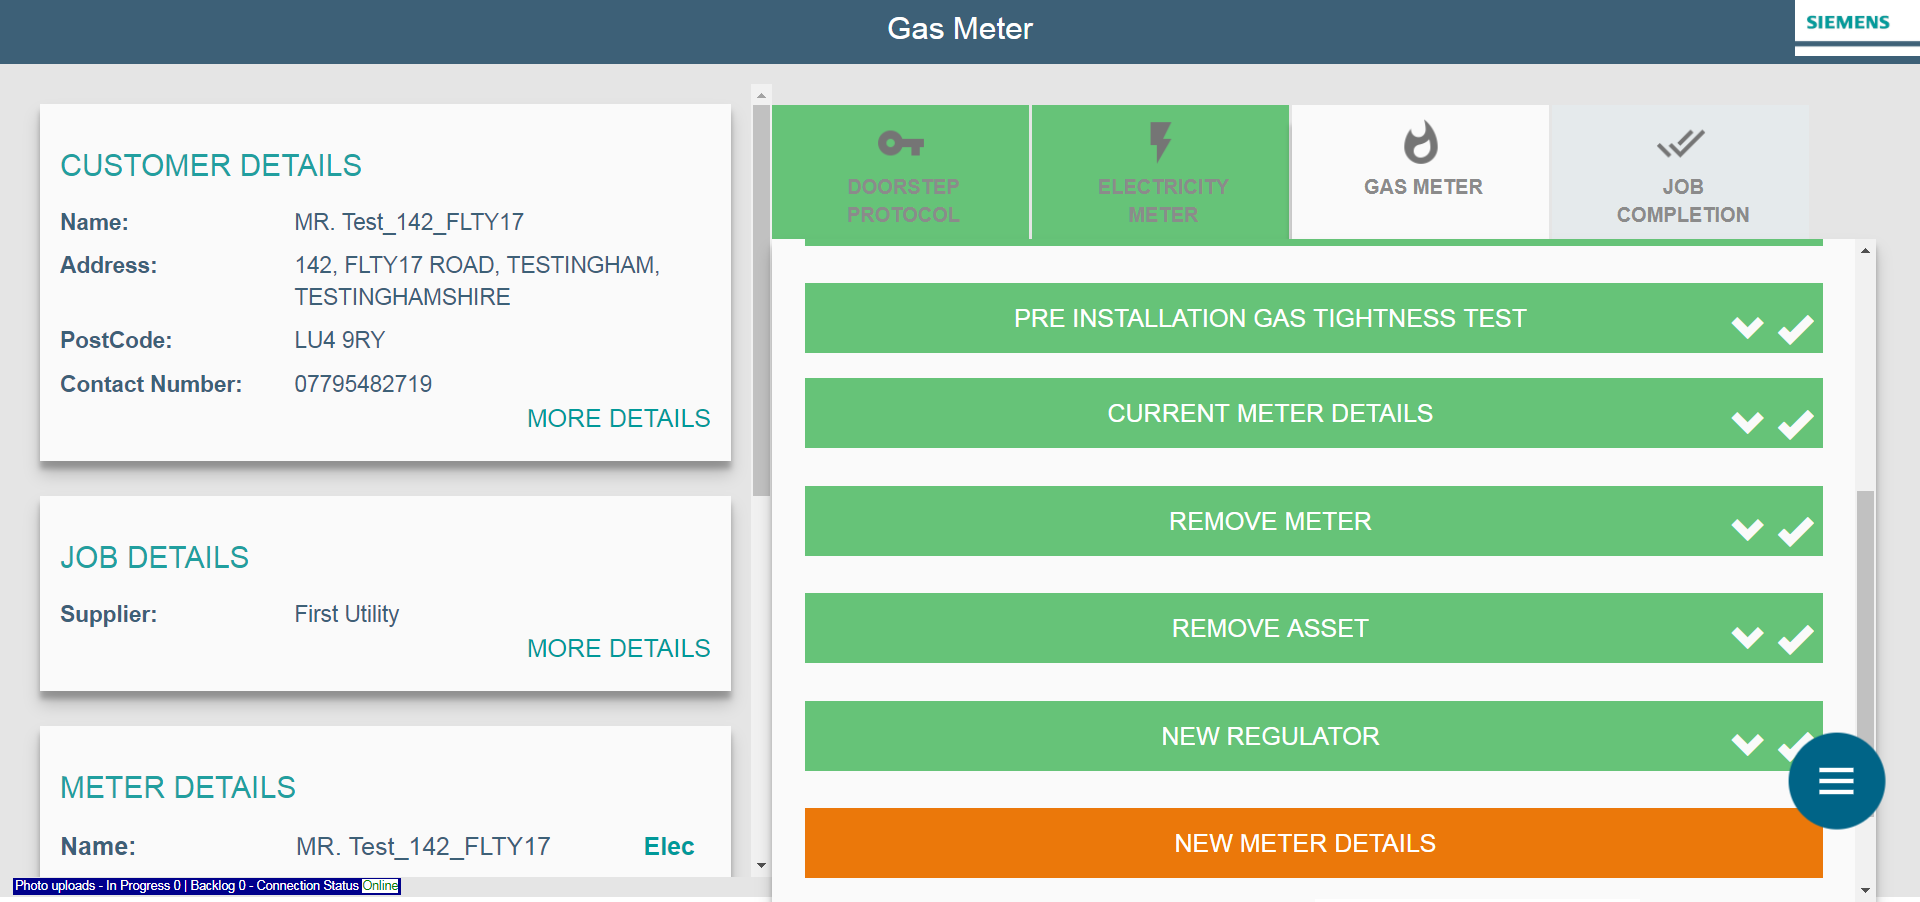 Gas Meter
SIEMENS
CUSTOMER DETAILS
Name: MR. Test_142_FLTY17
Address: 142, FLTY17 ROAD, TESTINGHAM,
TESTINGHAMSHIRE
PostCode: LU4 9RY
Contact Number: 07795482719
MORE DETAILS
JOB DETAILS
Supplier: First Utility
MORE DETAILS
METER DETAILS
Name: MR. Test_142_FLTY17 Elec
Photo uploads - In Progress 0 | Backlog 0 - Connection Status Online
DOORSTEP
PROTOCOL
ELECTRICITY
METER
GAS METER
JOB
COMPLETION
PRE INSTALLATION GAS TIGHTNESS TEST
CURRENT METER DETAILS
REMOVE METER
REMOVE ASSET
NEW REGULATOR
NEW METER DETAILS